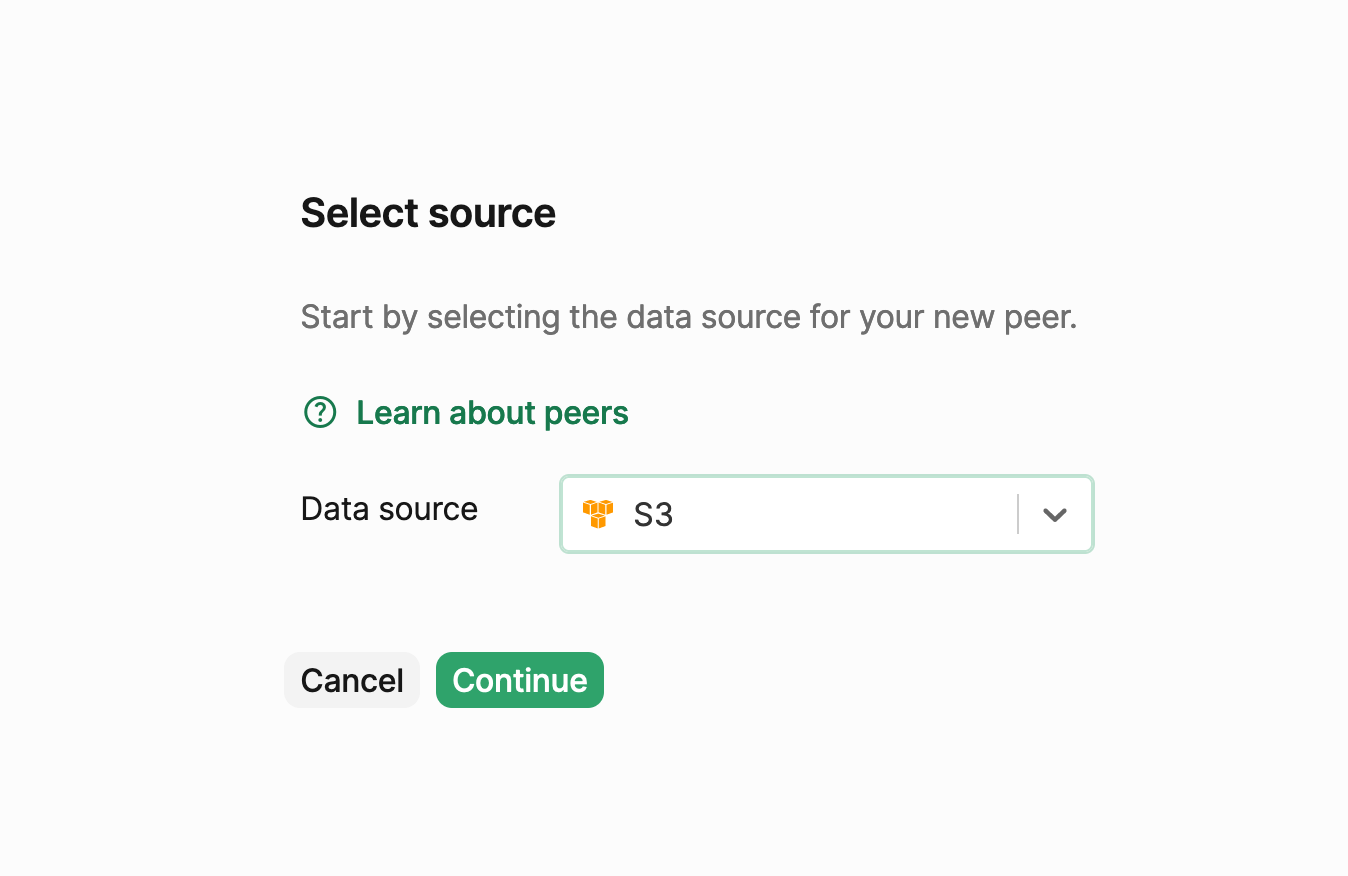 Select source
Start by selecting the data source for your new peer.
Learn about peers
Data source
S3
Cancel
Continue